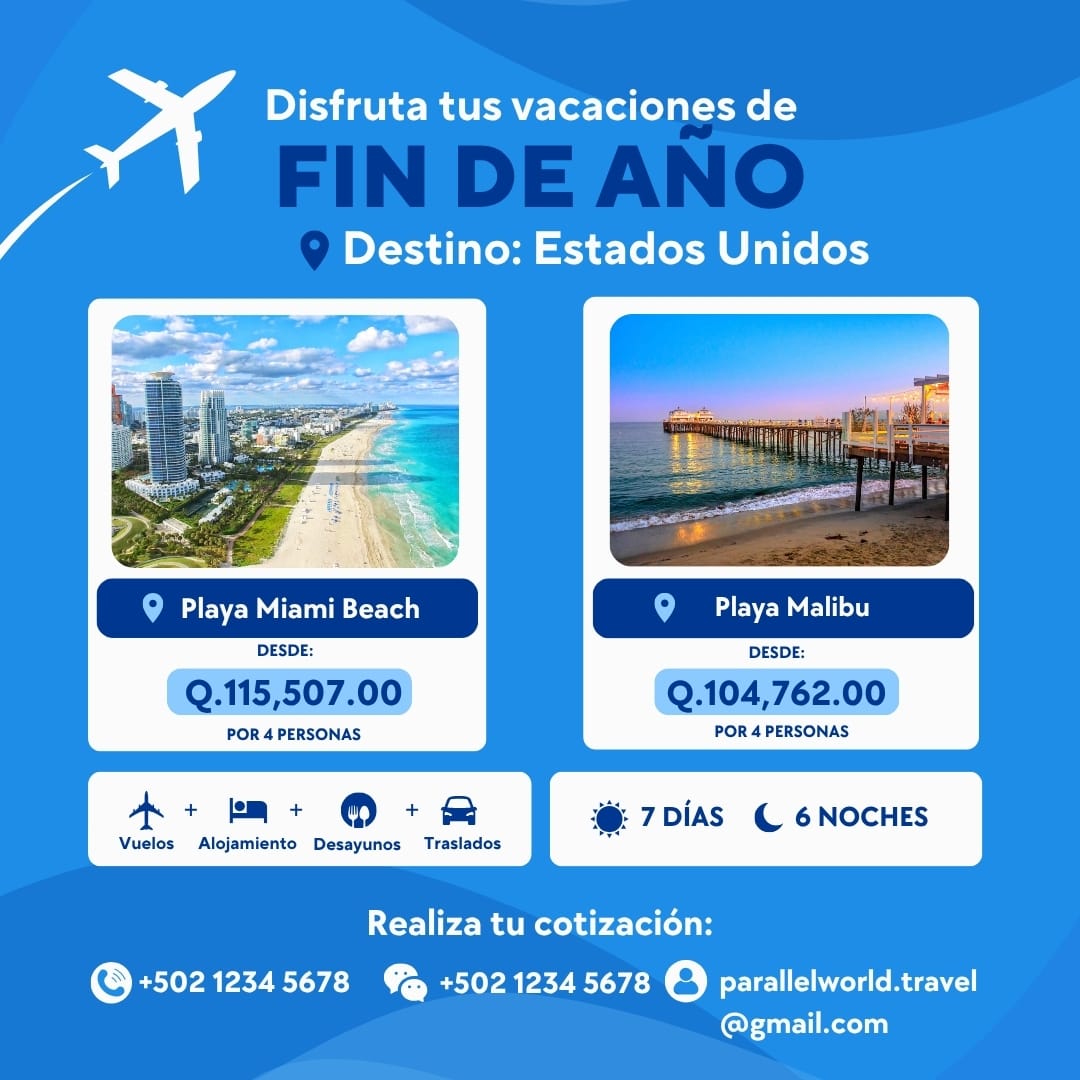 Disfruta tus vacaciones de
FIN DE AÑO
Destino: Estados Unidos
Playa Miami Beach
DESDE:
Q.115,507.00
POR 4 PERSONAS
Playa Malibu
DESDE:
Q.104,762.00
POR 4 PERSONAS
Vuelos + Alojamiento + Desayunos + Traslados
7 DÍAS 6 NOCHES
Realiza tu cotización:
+502 1234 5678 +502 1234 5678 parallelworld.travel
@gmail.com